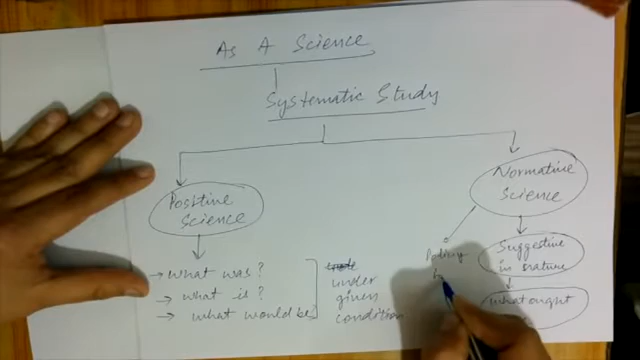 As A Science
Systematic Study
Positive
Science
Normative
Science
→ what was?
→ what is?
→ what would be?
under
given
condition
Policy
Suggestive
in nature
what ought